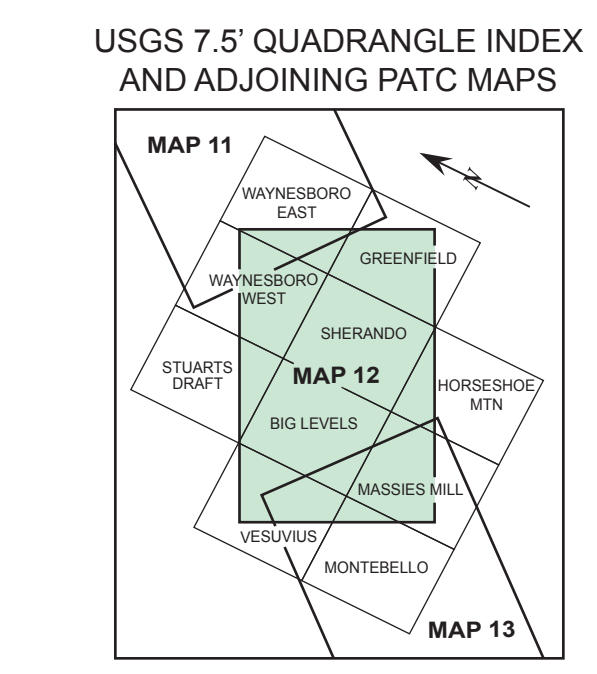 USGS 7.5’ QUADRANGLE INDEX
AND ADJOINING PATC MAPS
MAP 11
N
WAYNESBORO
EAST
GREENFIELD
WAYNESBORO
WEST
SHERANDO
STUARTS
DRAFT
MAP 12
HORSESHOE
MTN
BIG LEVELS
MASSIES MILL
VESUVIUS
MONTEBELLO
MAP 13